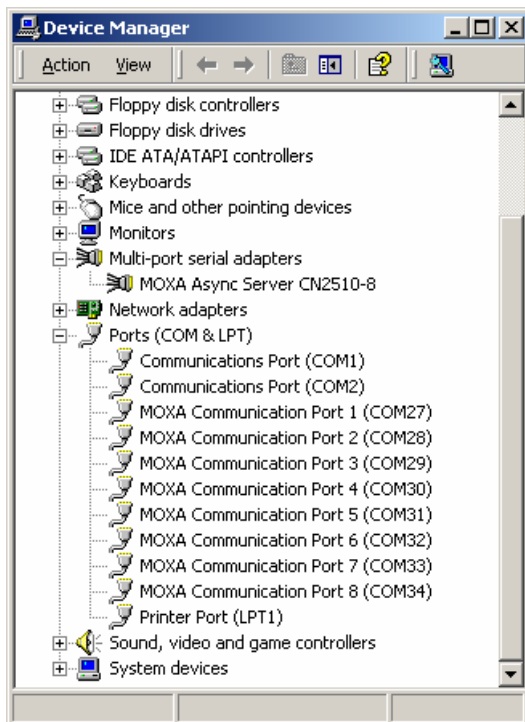 Device Manager
Action View
Floppy disk controllers
Floppy disk drives
IDE ATA/ATAPI controllers
Keyboards
Mice and other pointing devices
Monitors
Multi-port serial adapters
MOXA Async Server CN2510-8
Network adapters
Ports (COM & LPT)
Communications Port (COM1)
Communications Port (COM2)
MOXA Communication Port 1 (COM27)
MOXA Communication Port 2 (COM28)
MOXA Communication Port 3 (COM29)
MOXA Communication Port 4 (COM30)
MOXA Communication Port 5 (COM31)
MOXA Communication Port 6 (COM32)
MOXA Communication Port 7 (COM33)
MOXA Communication Port 8 (COM34)
Printer Port (LPT1)
Sound, video and game controllers
System devices